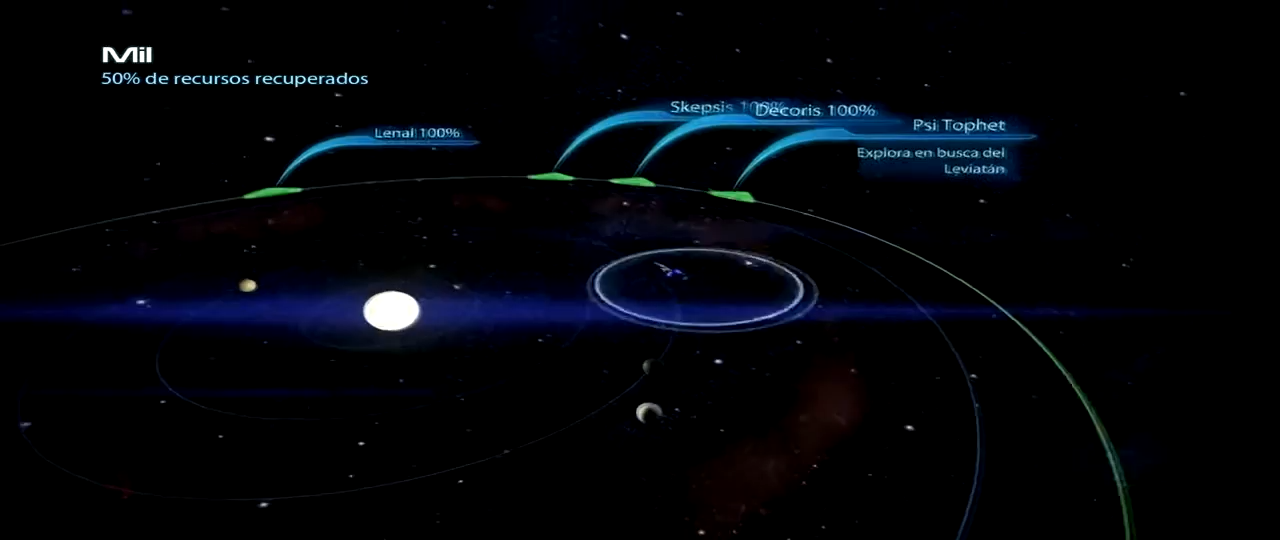 Mil
50% de recursos recuperados
Lenal 100%
Skepsis 100%
Decoris 100%
Psi Tophet
Explora en busca del
Leviatán